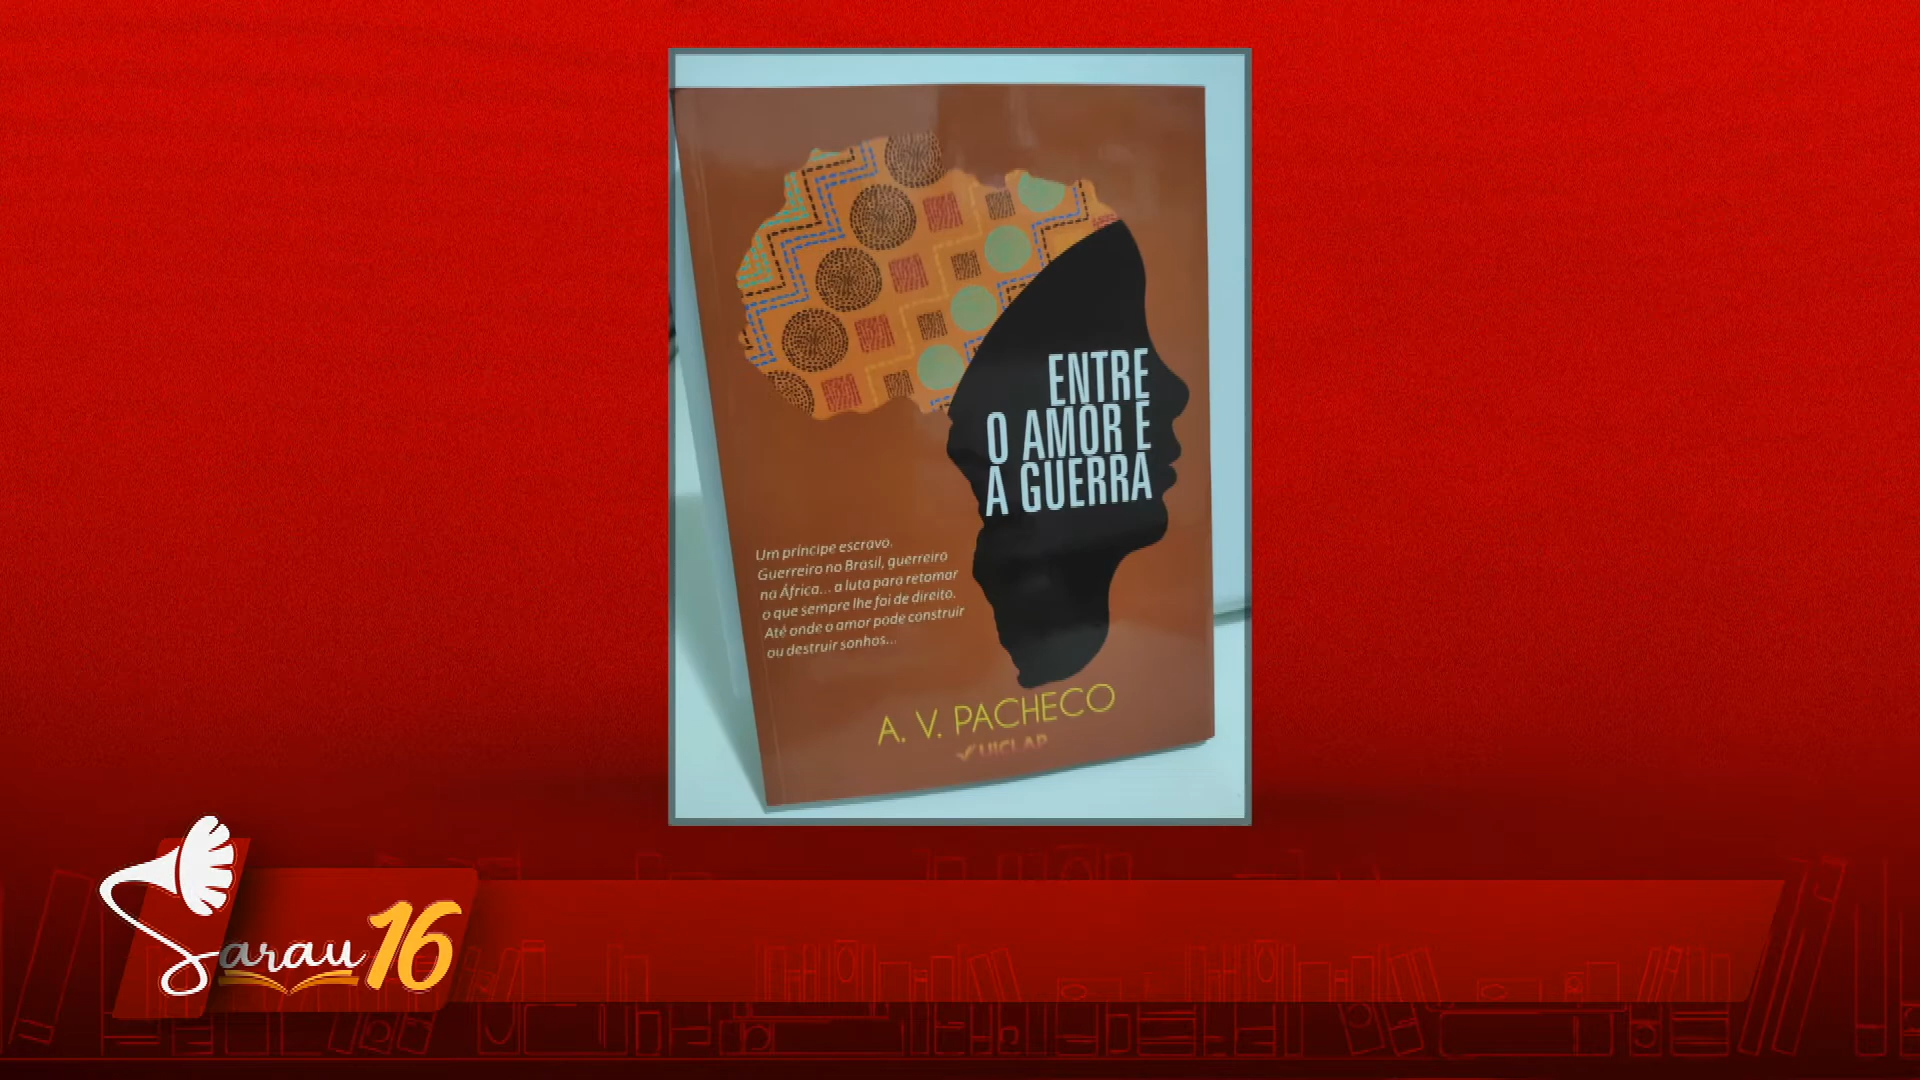 ENTRE
O AMOR E
A GUERRA
Um príncipe escravo.
Guerreiro no Brasil, guerreiro
na África... a luta para retomar
o que sempre lhe foi de direito.
Até onde o amor pode construir
ou destruir sonhos...
A. V. PACHECO
UICLAP
Sarau 16